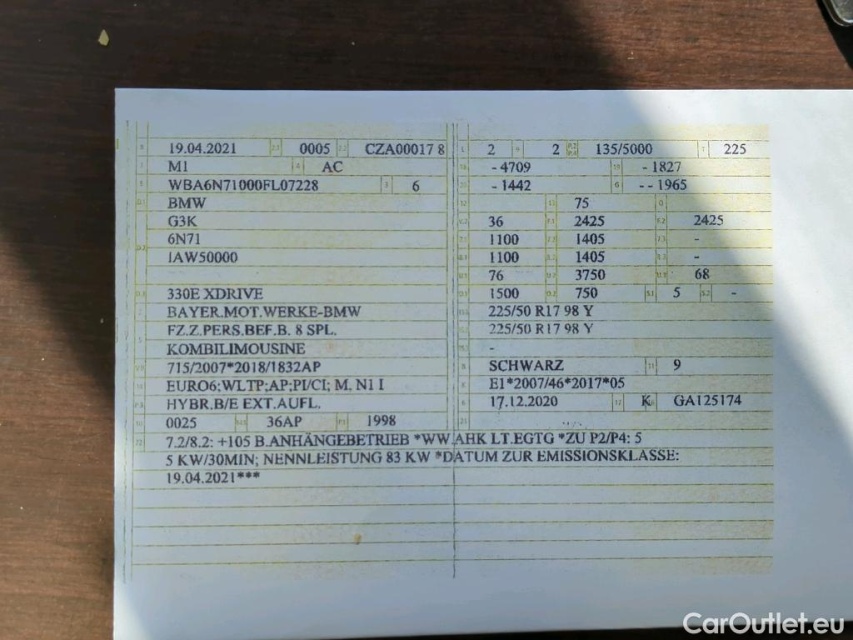 19.04.2021 0005 CZA00017 8
M1 AC
WBA6N71000FL07228 6
BMW
G3K
6N71
IAW50000
330E XDRIVE
BAYER.MOT.WERKE-BMW
FZ.Z.PERS.BEF.B. 8 SPL.
KOMBILIMOUSINE
715/2007*2018/1832AP
EURO6;WLTP;AP;PI/CI; M, N1 I
HYBR.B/E EXT.AUFL.
0025 36AP 1998
2 2 135/5000 225
- 4709 - 1827
- 1442 - - 1965
75
36 2425 2425
1100 1405 -
1100 1405 -
76 3750 68
1500 750 5 -
225/50 R17 98 Y
225/50 R17 98 Y
-
SCHWARZ 9
E1*2007/46*2017*05
17.12.2020 K GA125174
7.2/8.2: +105 B.ANHÄNGEBETRIEB *WW.AHK LT.EGTG *ZU P2/P4: 5
5 KW/30MIN; NENNLEISTUNG 83 KW *DATUM ZUR EMISSIONSKLASSE:
19.04.2021***
CarOutlet.eu